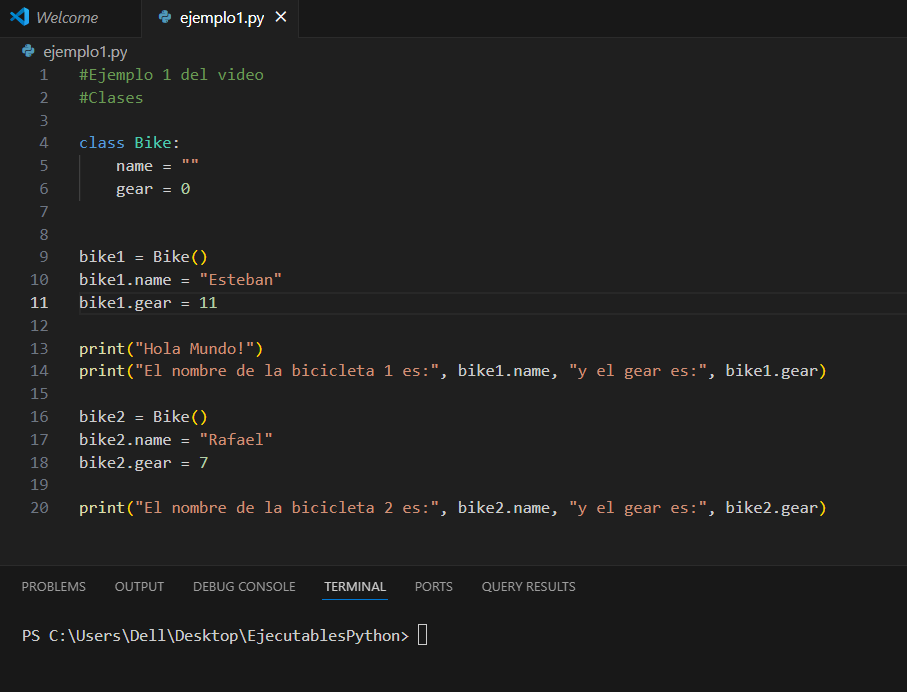 Welcome
ejemplo1.py
ejemplo1.py
1 #Ejemplo 1 del video
2 #Clases
3
4 class Bike:
5     name = ""
6     gear = 0
7
8
9 bike1 = Bike()
10 bike1.name = "Esteban"
11 bike1.gear = 11
12
13 print("Hola Mundo!")
14 print("El nombre de la bicicleta 1 es:", bike1.name, "y el gear es:", bike1.gear)
15
16 bike2 = Bike()
17 bike2.name = "Rafael"
18 bike2.gear = 7
19
20 print("El nombre de la bicicleta 2 es:", bike2.name, "y el gear es:", bike2.gear)
PROBLEMS OUTPUT DEBUG CONSOLE TERMINAL PORTS QUERY RESULTS
PS C:\Users\Dell\Desktop\EjecutablesPython>